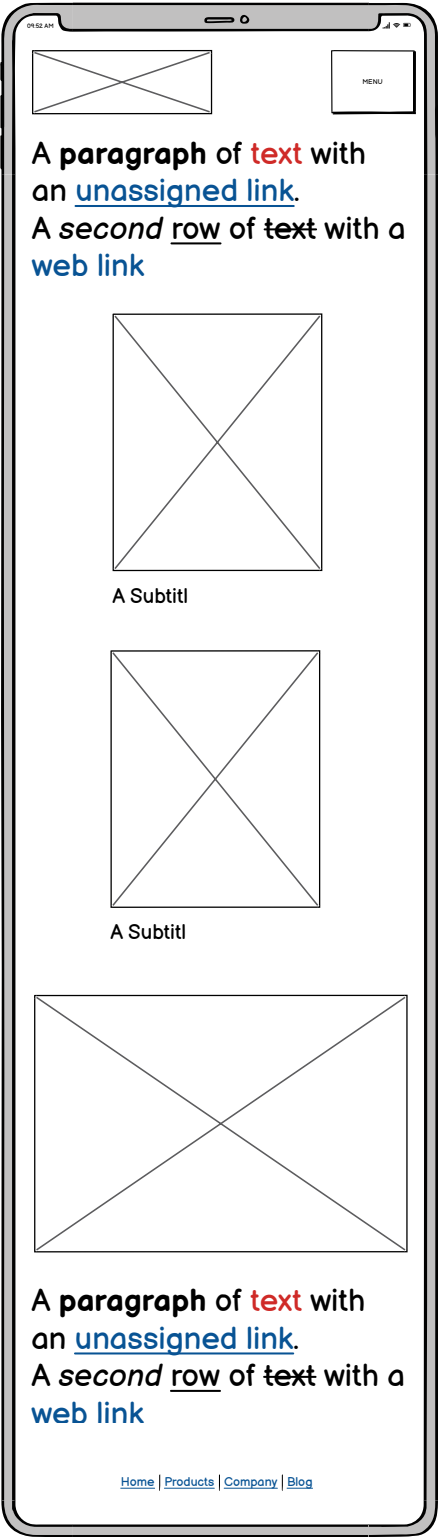 09:52 AM
MENU
A paragraph of text with
an unassigned link.
A second row of text with a
web link
A Subtitl
A Subtitl
A paragraph of text with
an unassigned link.
A second row of text with a
web link
Home | Products | Company | Blog